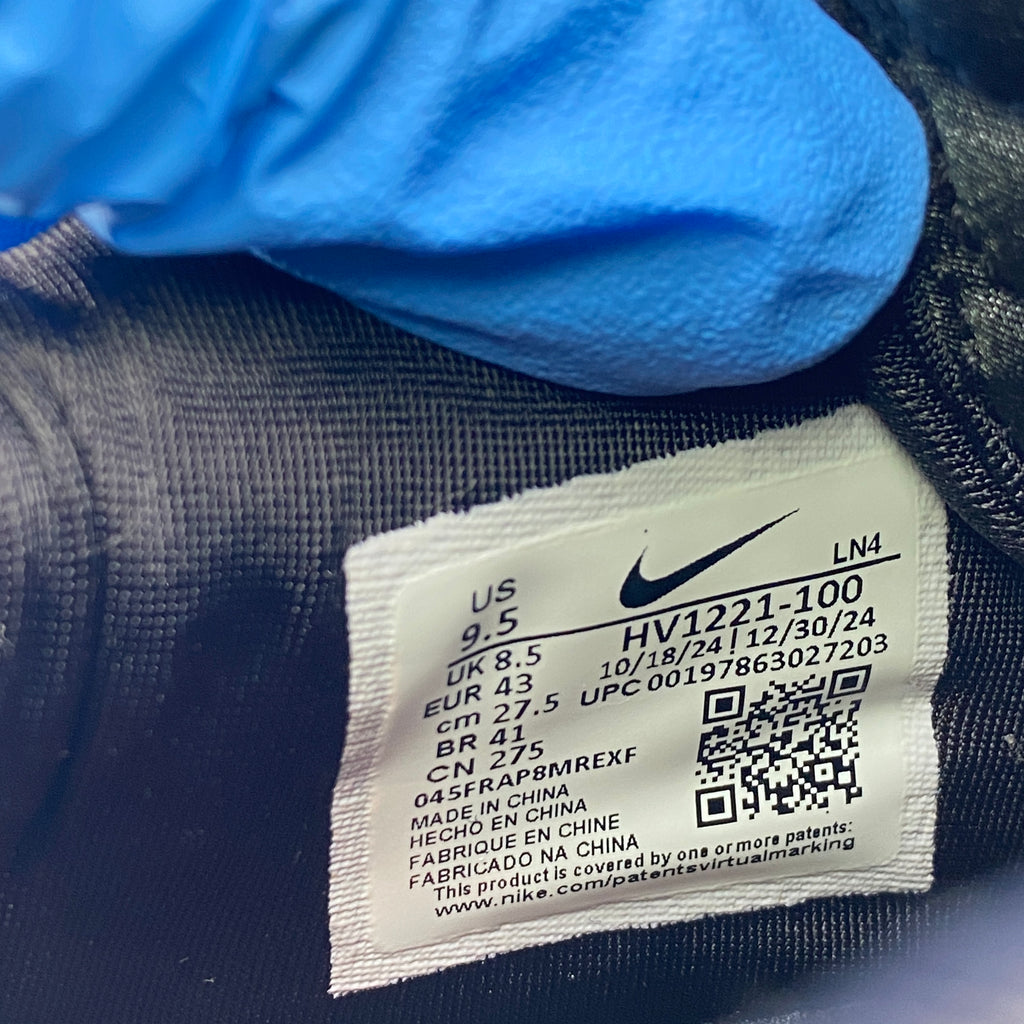 US
9.5
LN4
UK 8.5
HV1221-100
EUR 43
10/18/24 | 12/30/24
cm 27.5
UPC 00197863027203
BR 41
CN 275
045FRAP8MREXF
MADE IN CHINA
HECHO EN CHINA
FABRIQUE EN CHINE
FABRICADO NA CHINA
This product is covered by one or more patents:
www.nike.com/patentsvirtualmarking